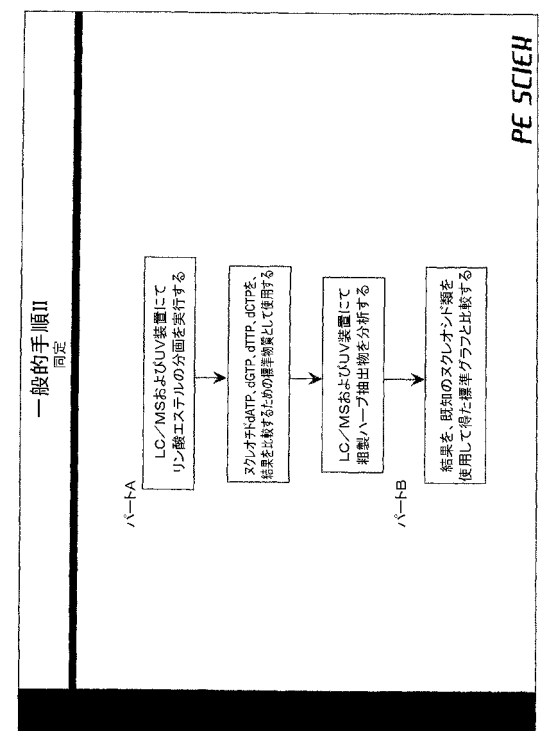 一般的手順II
同定
パートA
LC／MSおよびUV装置にて
リン酸エステルの分画を実行する
ヌクレオチドdATP、dGTP、dTTP、dCTPを、
結果を比較するための標準物質として使用する
LC／MSおよびUV装置にて
粗製ハーブ抽出物を分析する
パートB
結果を、既知のヌクレオシド類を
使用して得た標準グラフと比較する
PE SCIEX